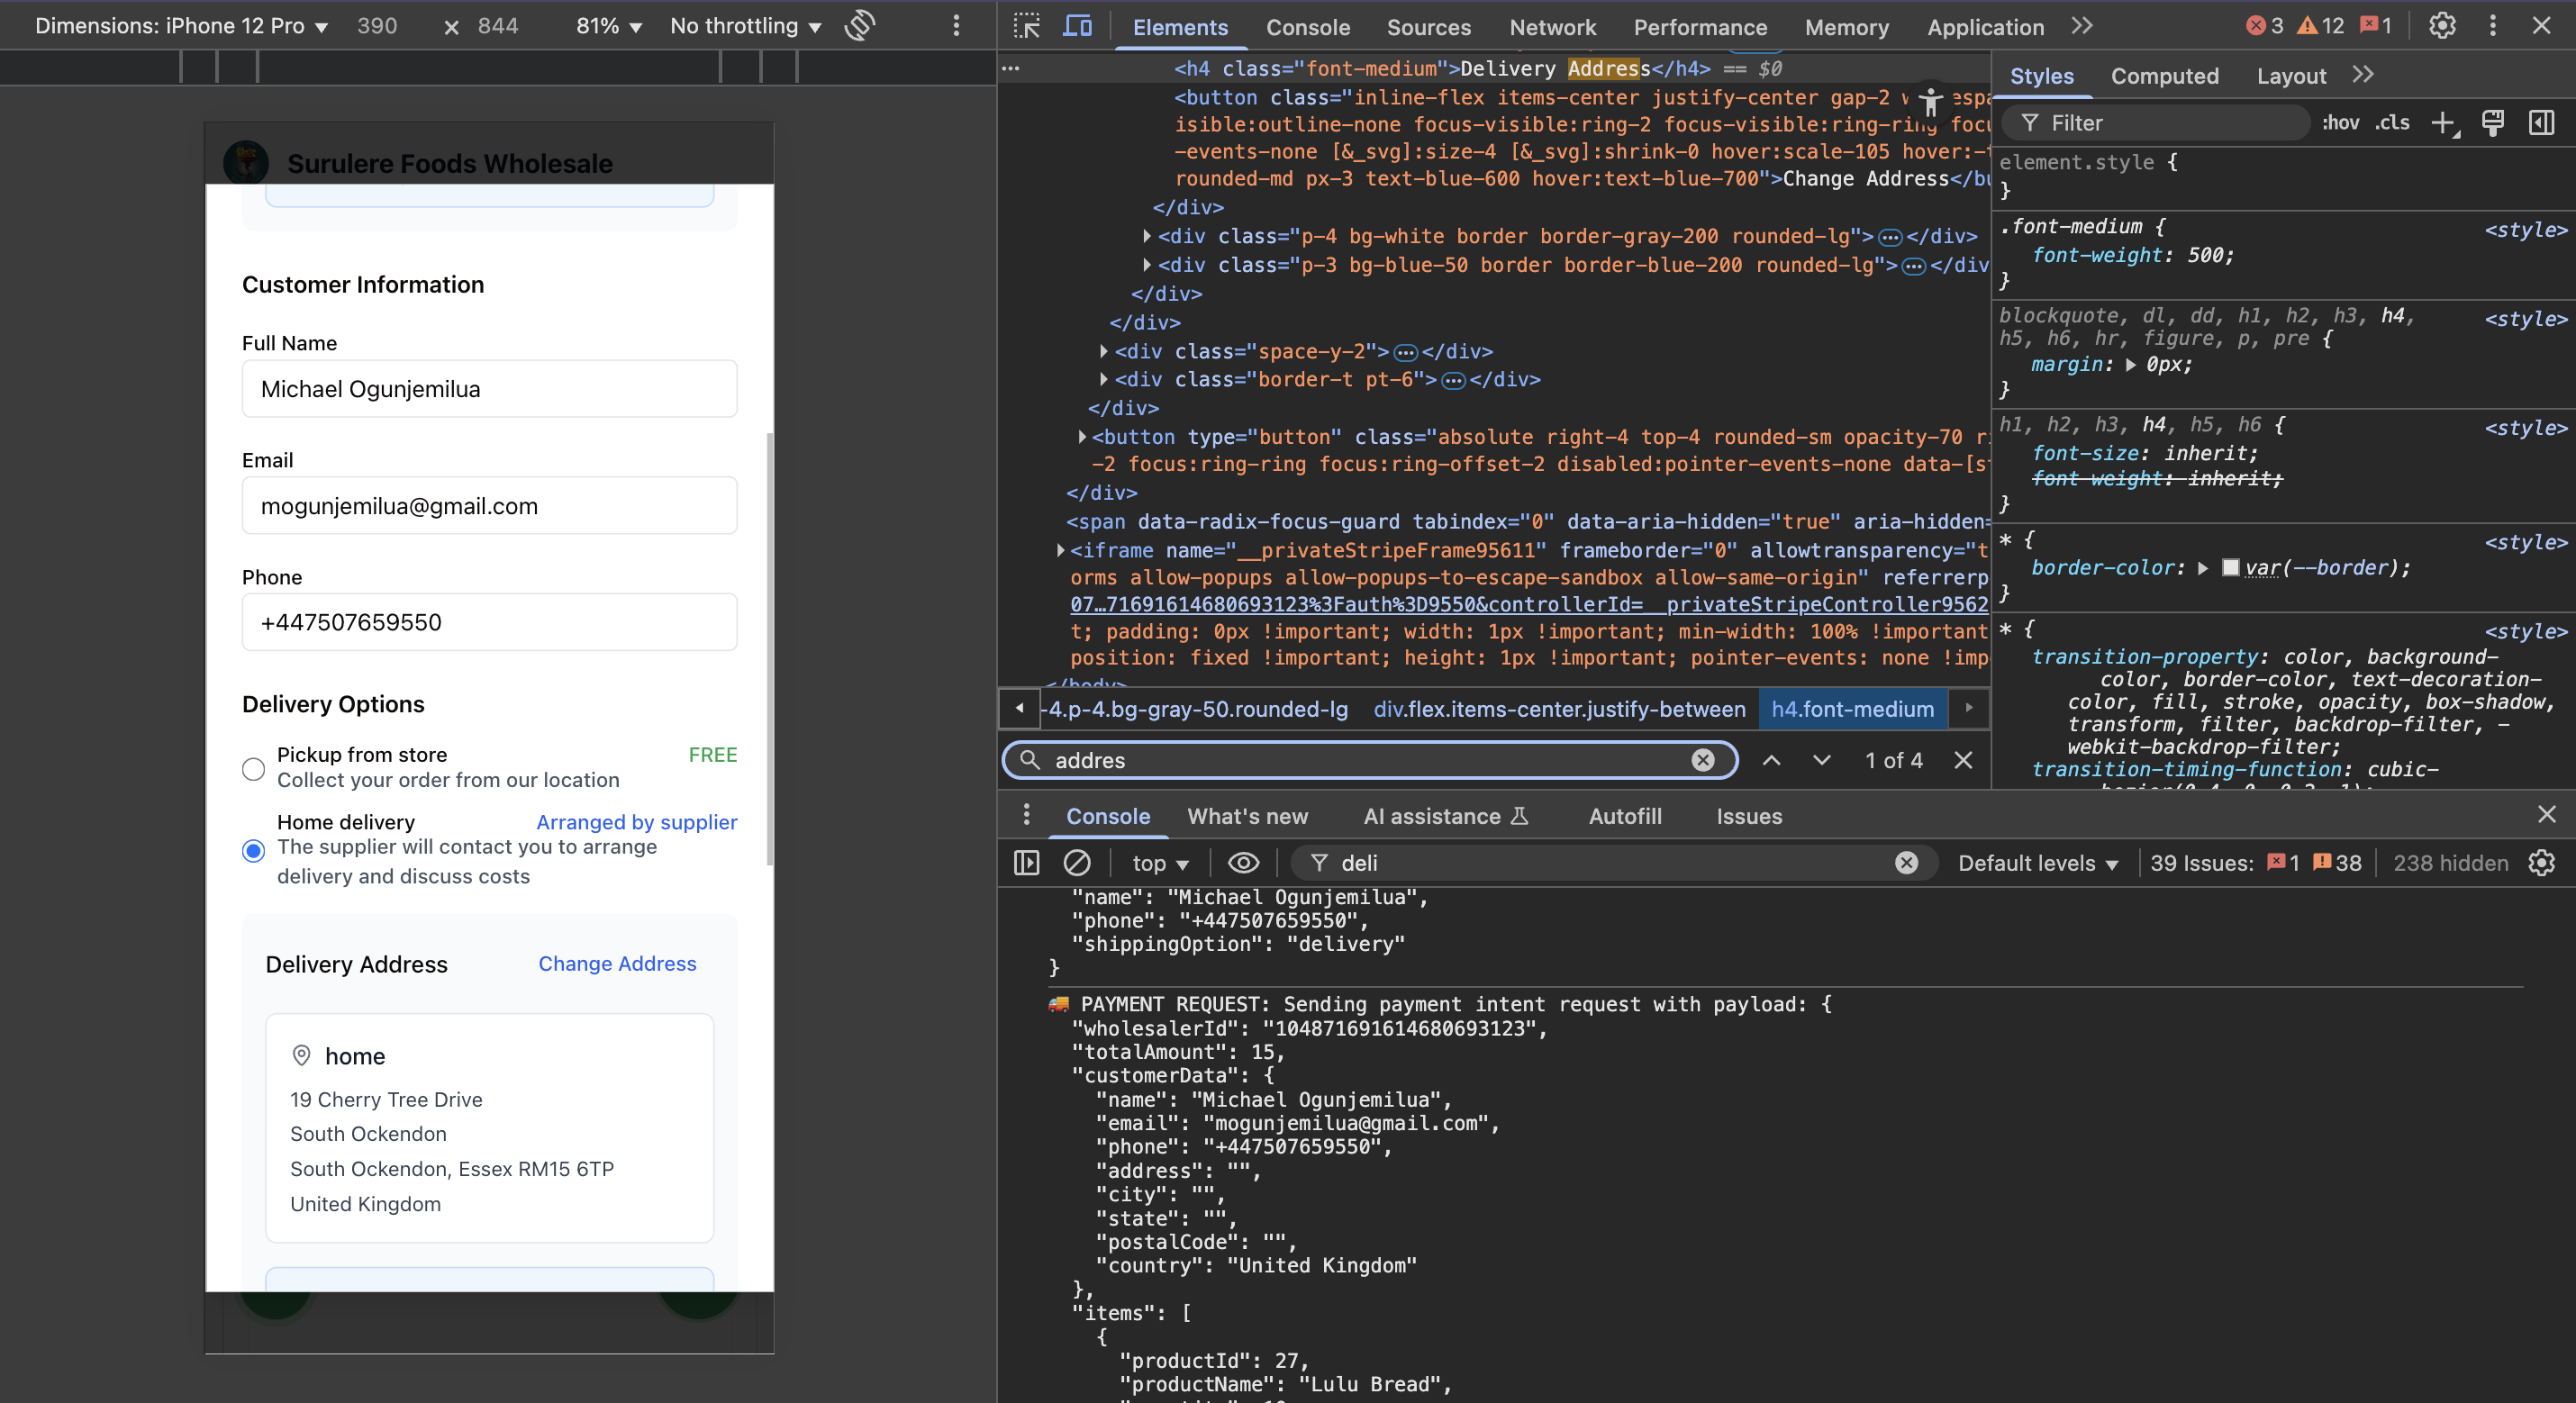 Dimensions: iPhone 12 Pro ▼ 390 × 844 81% ▼ No throttling ▼
Surulere Foods Wholesale
Customer Information
Full Name
Michael Ogunjemilua
Email
mogunjemilua@gmail.com
Phone
+447507659550
Delivery Options
Pickup from store FREE
Collect your order from our location
Home delivery Arranged by supplier
The supplier will contact you to arrange
delivery and discuss costs
Delivery Address Change Address
home
19 Cherry Tree Drive
South Ockendon
South Ockendon, Essex RM15 6TP
United Kingdom
Elements Console Sources Network Performance Memory Application 3 12 1
<h4 class="font-medium">Delivery Address</h4> == $0
<button class="inline-flex items-center justify-center gap-2
isible:outline-none focus-visible:ring-2 focus-visible:ring-ring
-events-none [&_svg]:size-4 [&_svg]:shrink-0 hover:scale-105 hover:-
rounded-md px-3 text-blue-600 hover:text-blue-700">Change Address</bu
</div>
<div class="p-4 bg-white border border-gray-200 rounded-lg">…</div>
<div class="p-3 bg-blue-50 border border-blue-200 rounded-lg">…</div
</div>
</div>
<div class="space-y-2">…</div>
<div class="border-t pt-6">…</div>
</div>
<button type="button" class="absolute right-4 top-4 rounded-sm opacity-70
-2 focus:ring-ring focus:ring-offset-2 disabled:pointer-events-none data-[s
</div>
<span data-radix-focus-guard tabindex="0" data-aria-hidden="true" aria-hidden=
<iframe name="__privateStripeFrame95611" frameborder="0" allowtransparency="t
orms allow-popups allow-popups-to-escape-sandbox allow-same-origin" referrerp
07…71691614680693123%3Fauth%3D9550&controllerId=__privateStripeController9562
t; padding: 0px !important; width: 1px !important; min-width: 100% !important
position: fixed !important; height: 1px !important; pointer-events: none !imp
</body>
-4.p-4.bg-gray-50.rounded-lg div.flex.items-center.justify-between h4.font-medium
addres 1 of 4
Styles Computed Layout
Filter :hov .cls
element.style {
}
.font-medium { <style>
font-weight: 500;
}
blockquote, dl, dd, h1, h2, h3, h4, <style>
h5, h6, hr, figure, p, pre {
margin: 0px;
}
h1, h2, h3, h4, h5, h6 { <style>
font-size: inherit;
font-weight: inherit;
}
* { <style>
border-color: var(--border);
}
* { <style>
transition-property: color, background-
color, border-color, text-decoration-
color, fill, stroke, opacity, box-shadow,
transform, filter, backdrop-filter, -
webkit-backdrop-filter;
transition-timing-function: cubic-
Console What's new AI assistance Autofill Issues
top ▼ deli Default levels ▼ 39 Issues: 1 38 238 hidden
"name": "Michael Ogunjemilua",
"phone": "+447507659550",
"shippingOption": "delivery"
}
🚚 PAYMENT REQUEST: Sending payment intent request with payload: {
"wholesalerId": "104871691614680693123",
"totalAmount": 15,
"customerData": {
"name": "Michael Ogunjemilua",
"email": "mogunjemilua@gmail.com",
"phone": "+447507659550",
"address": "",
"city": "",
"state": "",
"postalCode": "",
"country": "United Kingdom"
},
"items": [
{
"productId": 27,
"productName": "Lulu Bread",